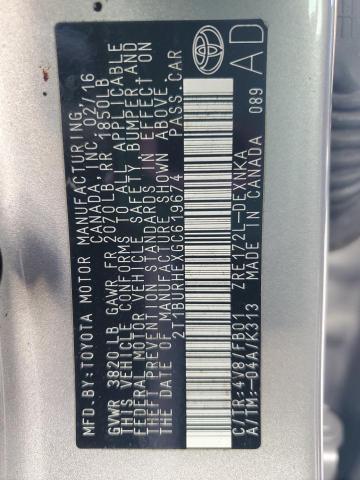 MFD.BY:TOYOTA MOTOR MANUFACTURING,
CANADA, INC. 02/16
GVWR 3820LB GAWR FR 2070LB, RR 1850LB
THIS VEHICLE CONFORMS TO ALL APPLICABLE
FEDERAL MOTOR VEHICLE SAFETY, BUMPER, AND
THEFT PREVENTION STANDARDS IN EFFECT ON
THE DATE OF MANUFACTURE SHOWN ABOVE.
2T1BURHEXGC619674 PASS.CAR
C/TR:4V8/FB01 ZRE172L-DEXNKA
A/TM:-04A/K313 MADE IN CANADA 089
TOYOTA
AD